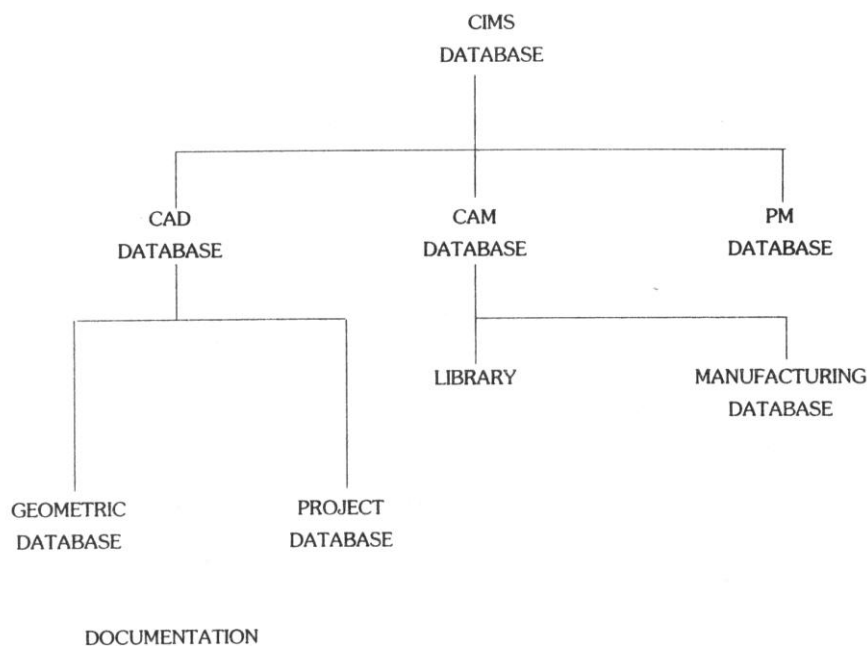 CIMS
DATABASE
CAD
DATABASE
CAM
DATABASE
PM
DATABASE
LIBRARY
MANUFACTURING
DATABASE
GEOMETRIC
DATABASE
PROJECT
DATABASE
DOCUMENTATION